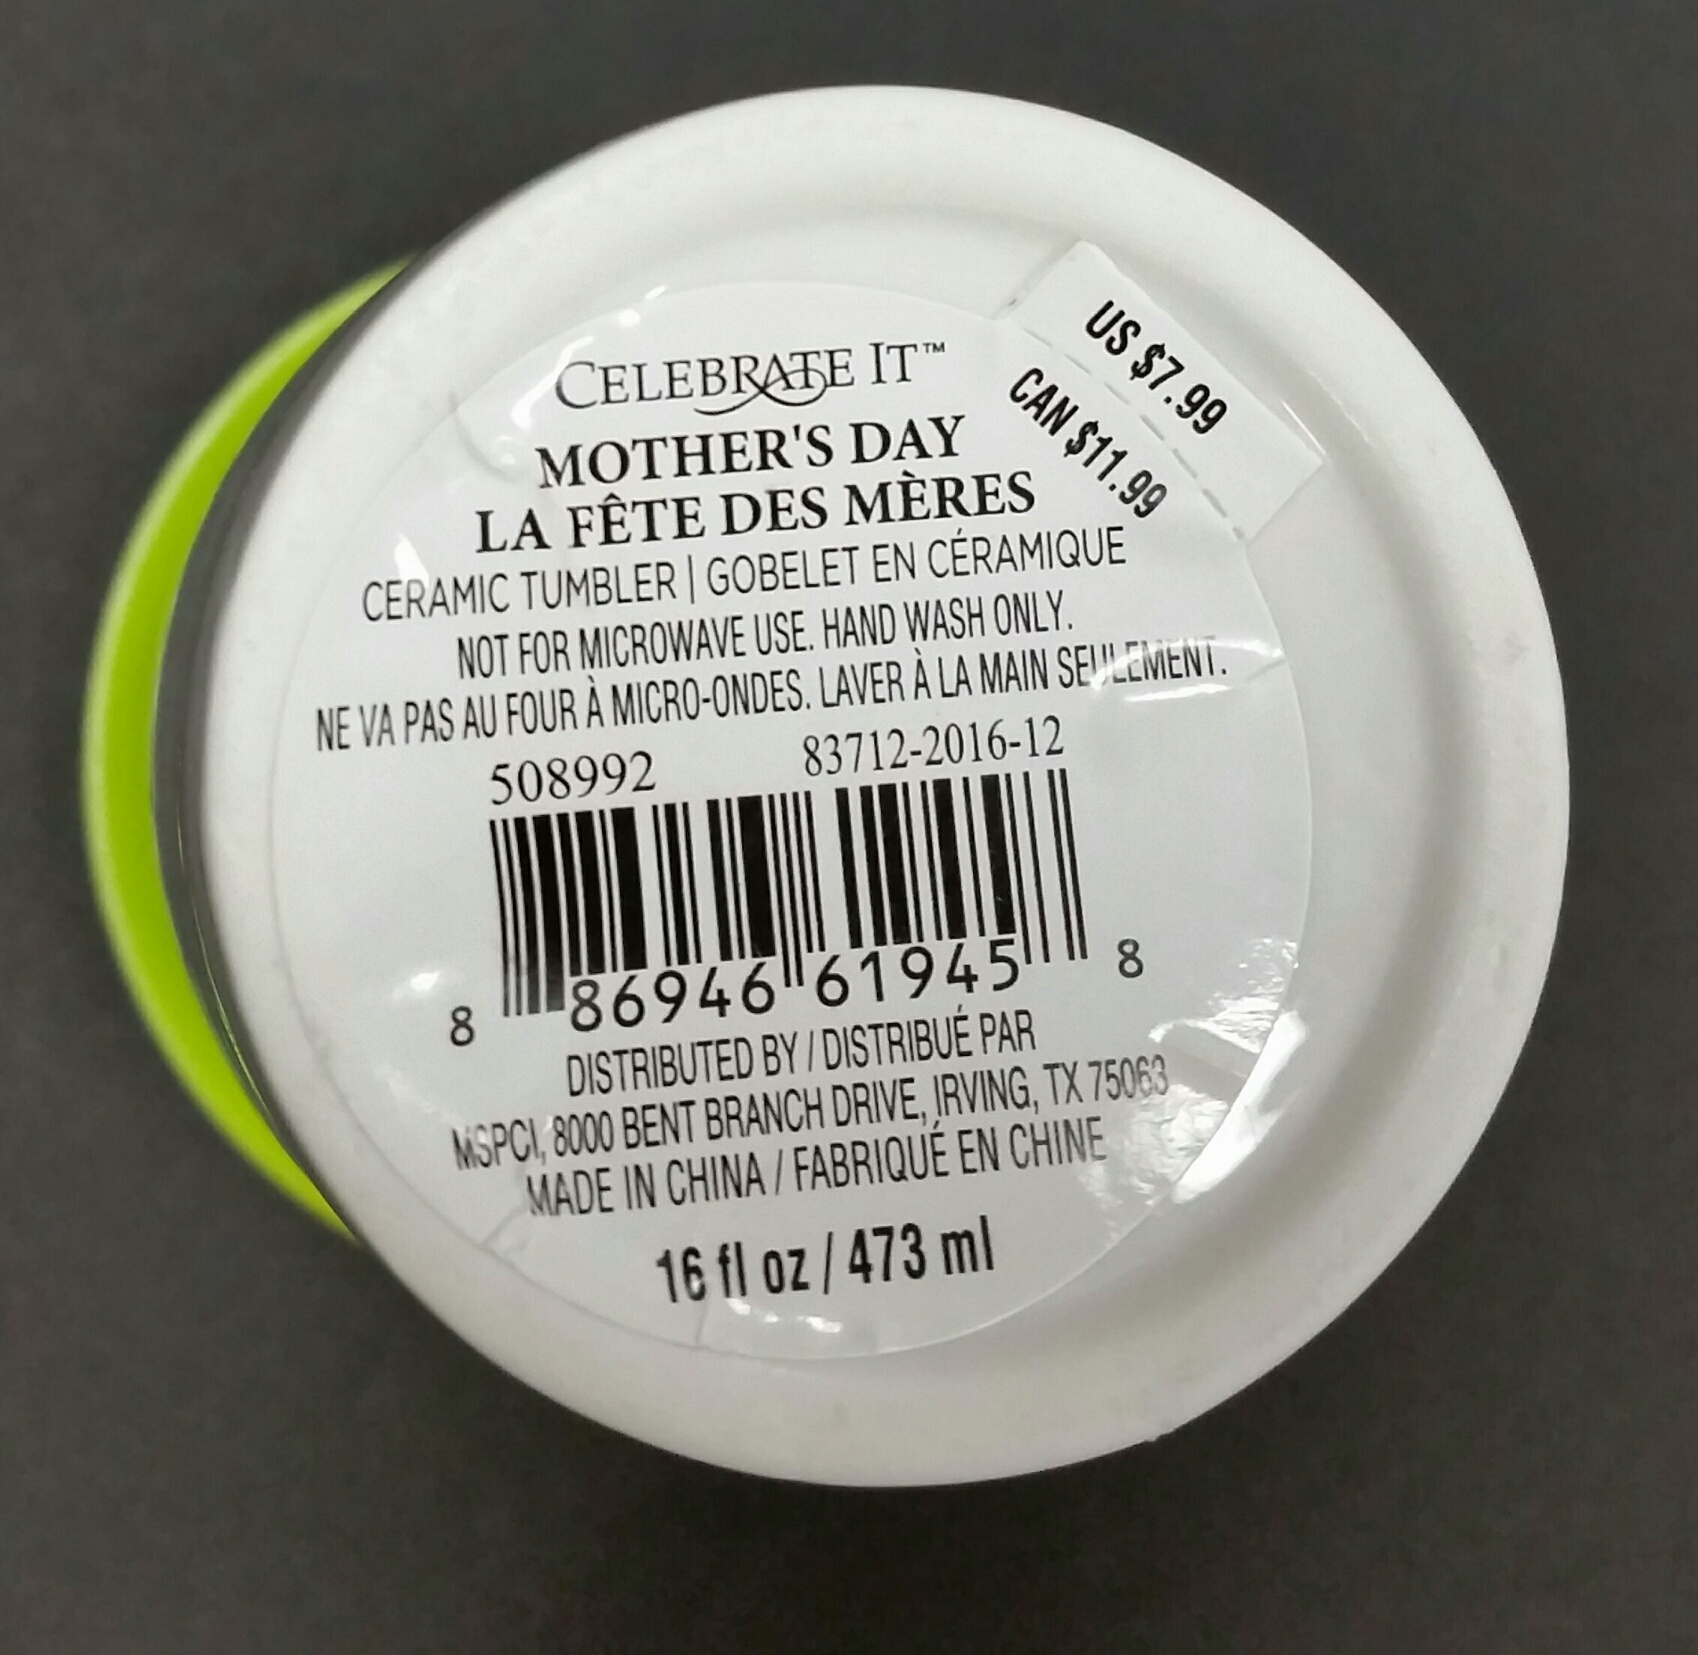 CELEBRATE IT™
MOTHER'S DAY
LA FÊTE DES MÈRES
US $7.99
CAN $11.99
CERAMIC TUMBLER | GOBELET EN CÉRAMIQUE
NOT FOR MICROWAVE USE. HAND WASH ONLY.
NE VA PAS AU FOUR À MICRO-ONDES. LAVER À LA MAIN SEULEMENT.
508992 83712-2016-12
8 86946 61945 8
DISTRIBUTED BY / DISTRIBUÉ PAR
MSPCI, 8000 BENT BRANCH DRIVE, IRVING, TX 75063
MADE IN CHINA / FABRIQUÉ EN CHINE
16 fl oz / 473 ml